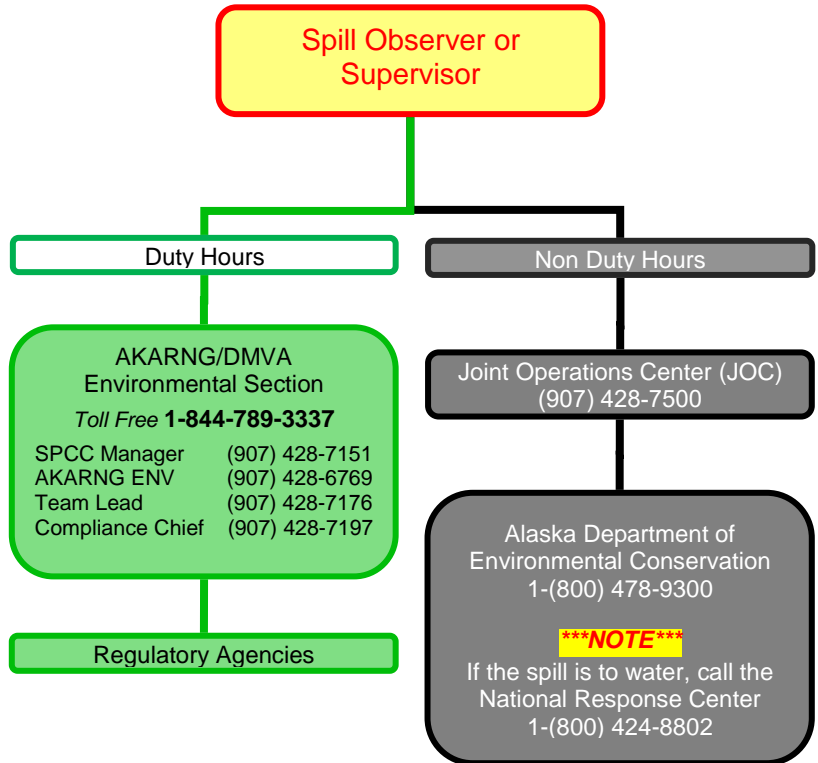 Spill Observer or
Supervisor
Duty Hours
Non Duty Hours
AKARNG/DMVA
Environmental Section
Toll Free 1-844-789-3337
SPCC Manager (907) 428-7151
AKARNG ENV (907) 428-6769
Team Lead (907) 428-7176
Compliance Chief (907) 428-7197
Regulatory Agencies
Joint Operations Center (JOC)
(907) 428-7500
Alaska Department of
Environmental Conservation
1-(800) 478-9300
***NOTE***
If the spill is to water, call the
National Response Center
1-(800) 424-8802